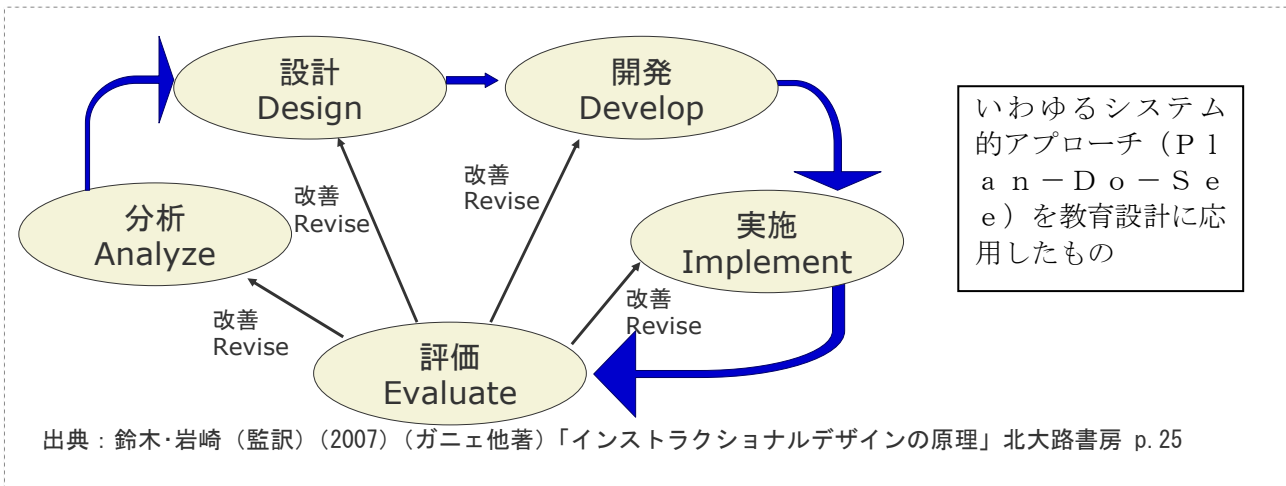 設計
Design
開発
Develop
いわゆるシステム
的アプローチ（Ｐｌ
ａｎ－Ｄｏ－Ｓｅ
ｅ）を教育設計に応
用したもの
改善
Revise
改善
Revise
分析
Analyze
実施
Implement
改善
Revise
改善
Revise
評価
Evaluate
出典：鈴木･岩崎（監訳）（2007）（ガニェ他著）「インストラクショナルデザインの原理」北大路書房 p.25